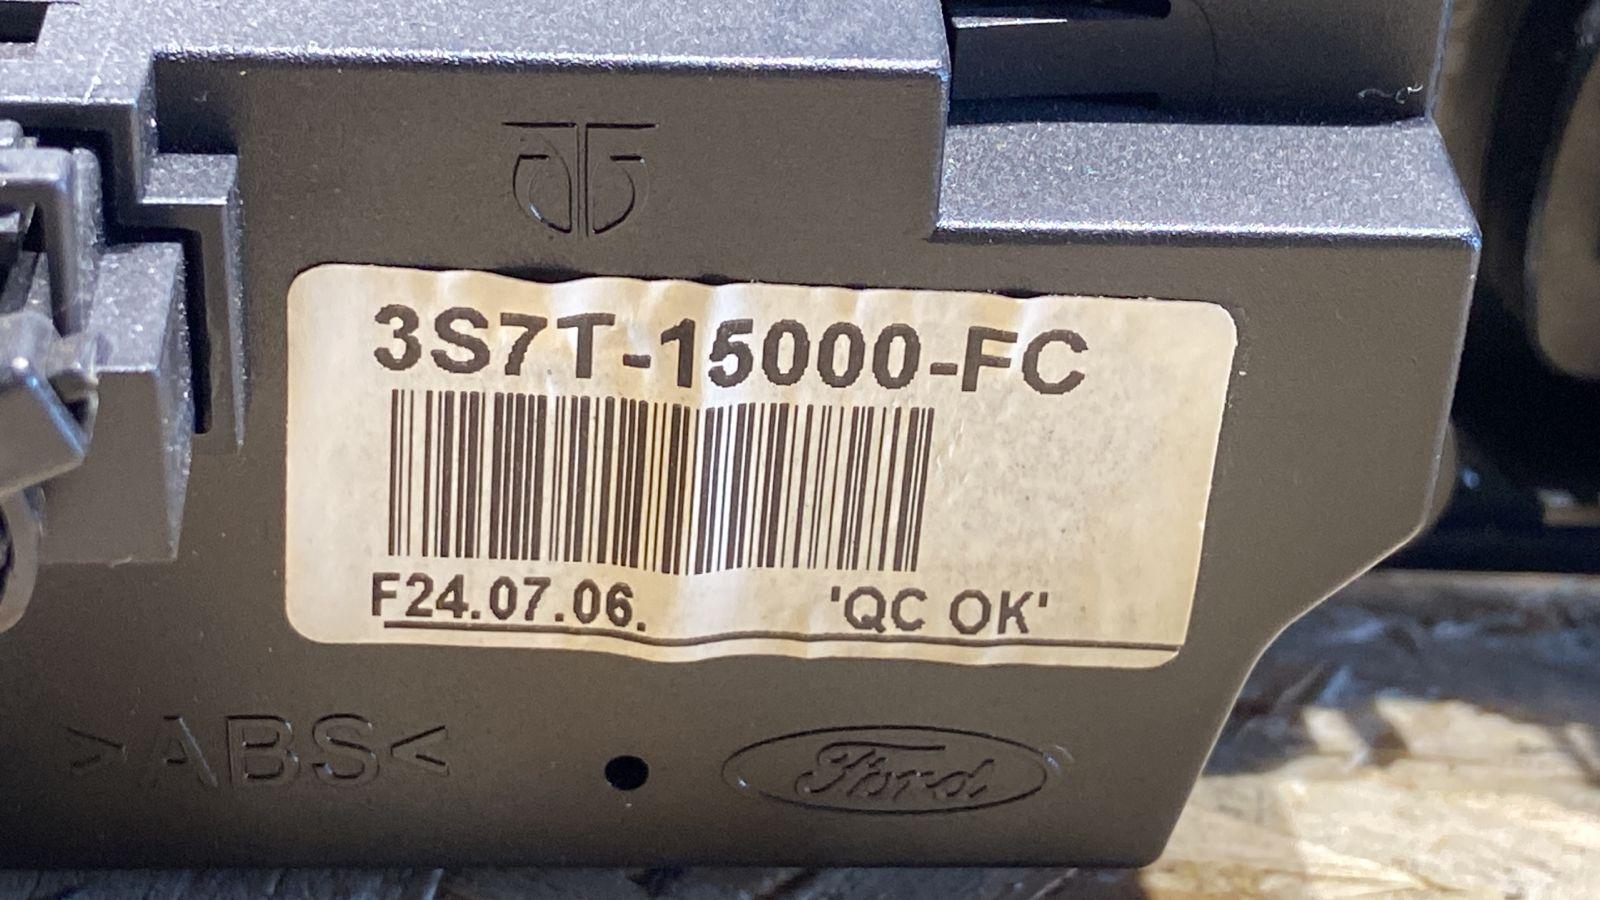 3S7T-15000-FC
F24.07.06. 'QC OK'
>ABS<
Ford